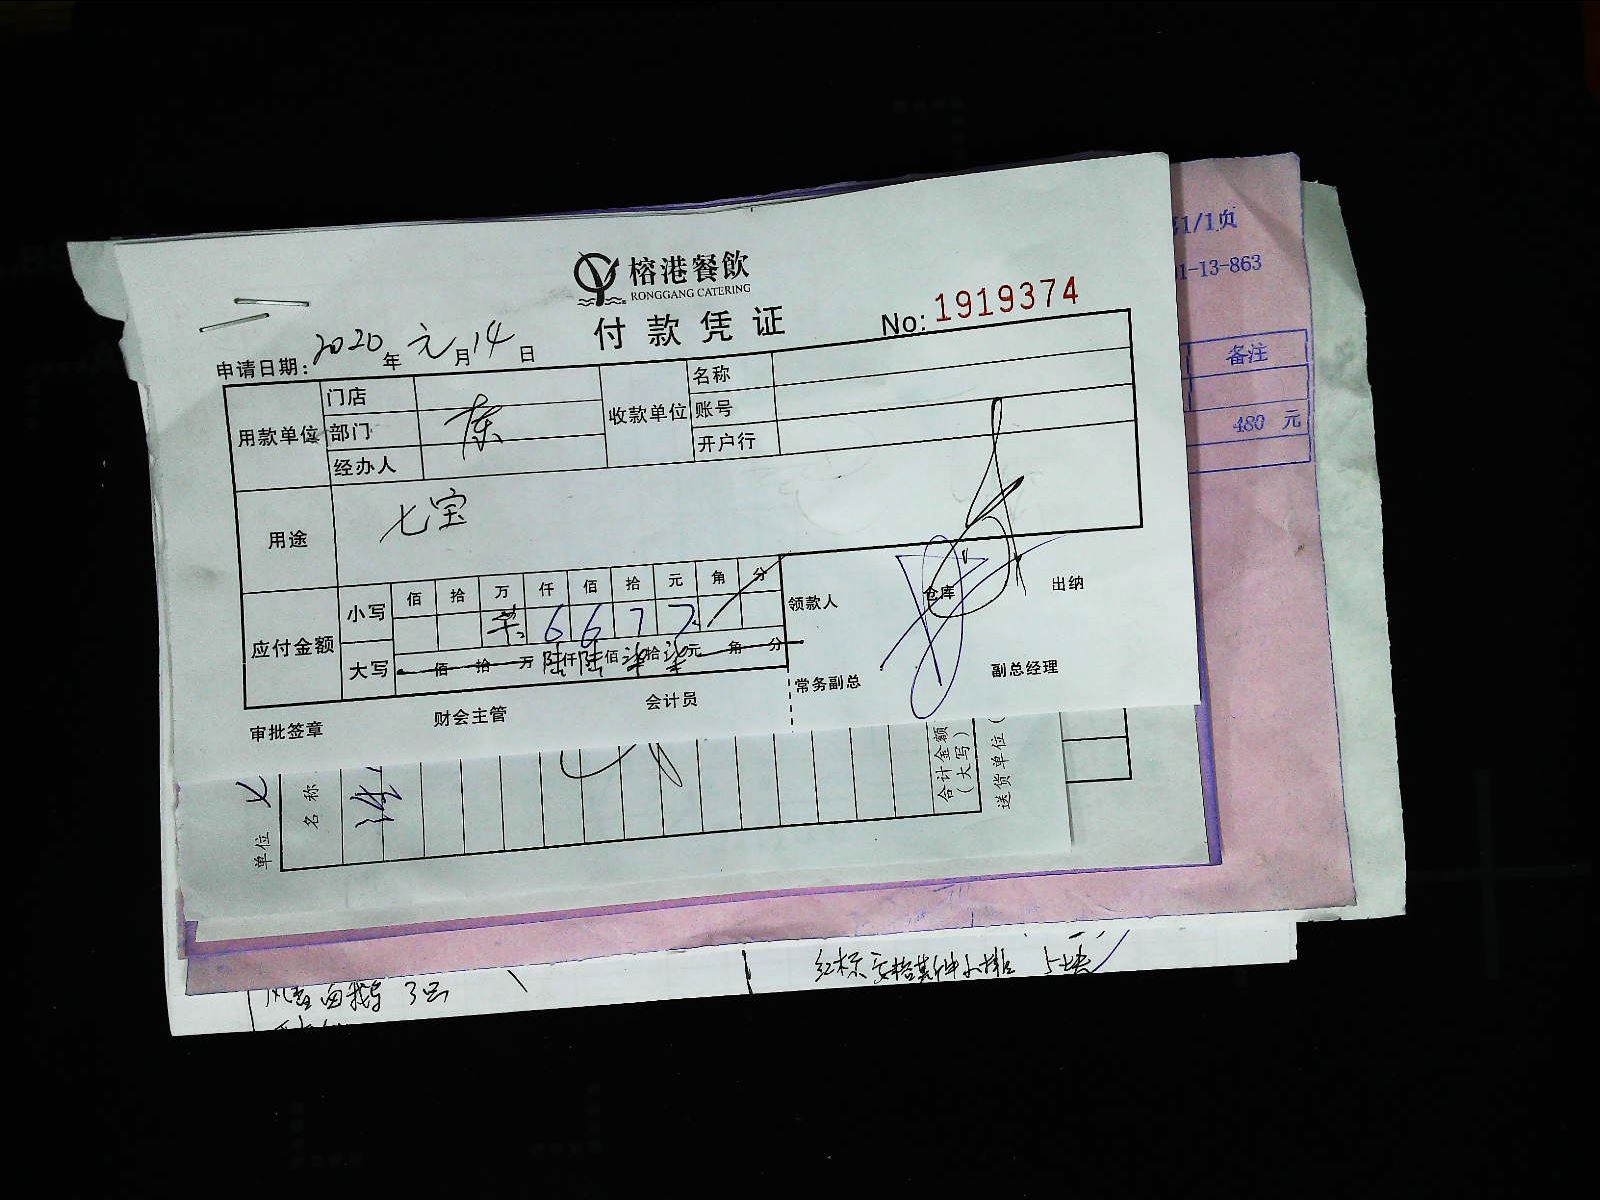 榕港餐飲
RONGGANG CATERING
付款凭证
No: 1919374
申请日期: 2020 年 元 月 14 日
用款单位 门店 部门 经办人 东
收款单位 名称 账号 开户行
用途 七宝
应付金额 小写 佰 拾 万 仟 佰 拾 元 角 分
6 6 7 7
大写 佰 拾 万 陆仟 陆佰 柒拾 柒元 角 分
领款人 仓库 出纳
常务副总 副总经理
审批签章 财会主管 会计员
1/1页
1-13-863
备注
480 元
单位 七
名称
合计金额
(大写)
送货单位(